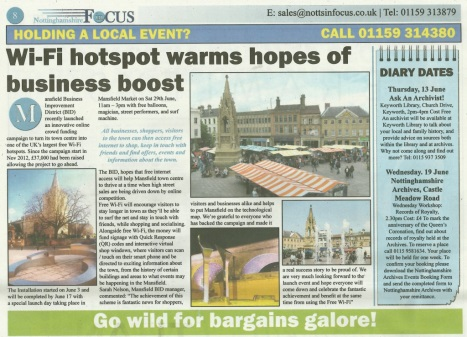 8
Nottinghamshire FOCUS
E: sales@nottsinfocus.co.uk | Tel: 01159 313879
HOLDING A LOCAL EVENT?
CALL 01159 314380
Wi-Fi hotspot warms hopes of
business boost
Mansfield Business
Improvement
District (BID)
recently launched
an innovative online
crowd funding
campaign to turn its town centre into
one of the UK's largest free Wi-Fi
Hotspots. Since the campaign start in
Nov 2012, £37,000 had been raised
allowing the project to go ahead.
The Installation started on June 3 and
will be completed by June 17 with
a special launch day taking place in
Mansfield Market on Sat 29th June,
11am - 3pm with free balloons,
magician, street performers, and surf
machine.
All businesses, shoppers, visitors
to the town can then access free
internet to shop, keep in touch with
friends and find offers, events and
information about the town.
The BID, hopes that free internet
access will help Mansfield town centre
to thrive at a time when high street
sales are being driven down by online
competition.
Free Wi-Fi will encourage visitors to
stay longer in town as they'll be able
to surf the net and stay in touch with
friends, while shopping and socialising.
Alongside free Wi-Fi, the money will
fund signage with Quick Response
(QR) codes and interactive virtual
shop windows, where visitors can scan
/ touch on their smart phone and be
directed to exciting information about
the town, from the history of certain
buildings and areas to what events may
be happening in the Mansfield.
Sarah Nelson, Mansfield BID manager,
commented: "The achievement of this
scheme is fantastic news for shoppers,
visitors and businesses alike and helps
to put Mansfield on the technological
map. We're grateful to everyone who
has backed the campaign and made it
a real success story to be proud of. We
are very much looking forward to the
launch event and hope everyone will
come down and celebrate the fantastic
achievement and benefit at the same
time from using the Free Wi-Fi"
DIARY DATES
Thursday, 13 June
Ask An Archivist!
Keyworth Library, Church Drive,
Keyworth, 2pm-4pm Cost Free
An archivist will be available at
Keyworth Library to talk about
your local and family history, and
provide advice on sources both
within the library and at archives.
Why not come along and find out
more? Tel: 0115 937 3509
Wednesday, 19 June
Nottinghamshire
Archives, Castle
Meadow Road
Wednesday Workshop:
Records of Royalty.
2.30pm Cost: £4 To mark the
anniversary of the Queen's
Coronation, find out about
records of royalty held at the
Archives. To reserve a place
call 0115 9581634. Your place
will be held for one week. To
confirm your booking please
download the Nottinghamshire
Archives Events Booking Form
and send the completed form to
Nottinghamshire Archives with
your remittance.
Go wild for bargains galore!